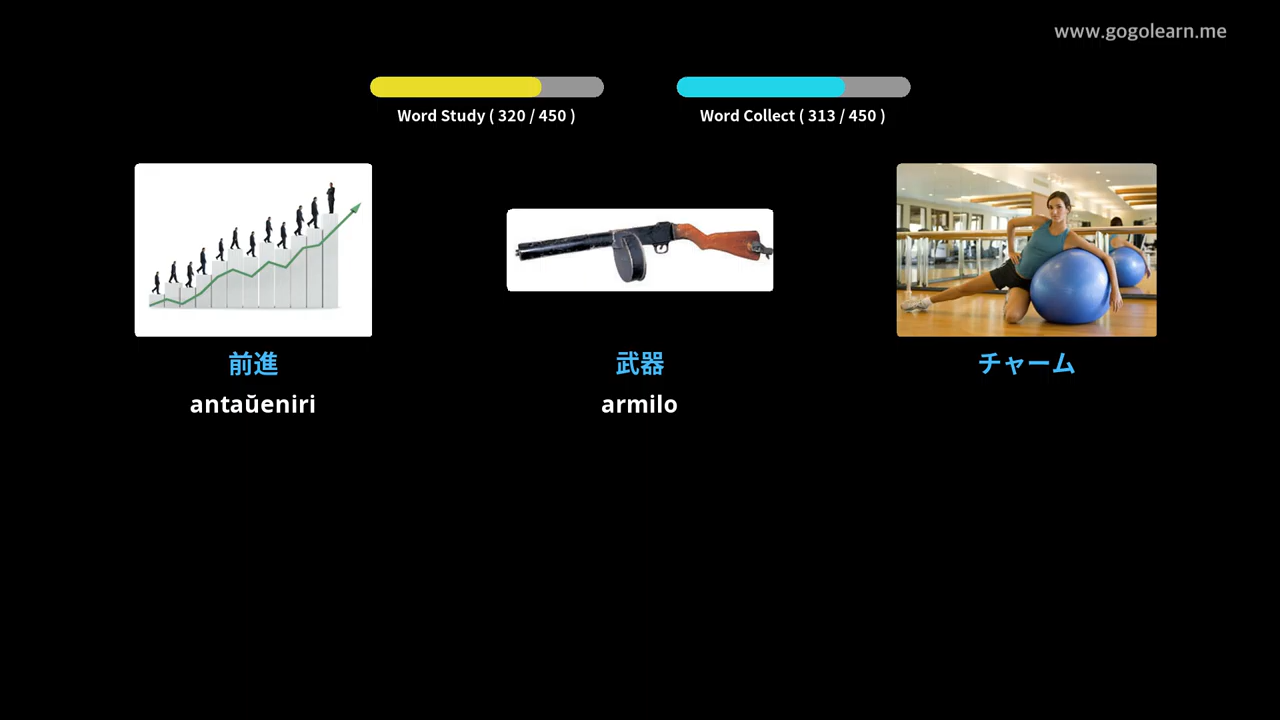 www.gogolearn.me
Word Study ( 320 / 450 )
Word Collect ( 313 / 450 )
前進
武器
チャーム
antaŭeniri
armilo